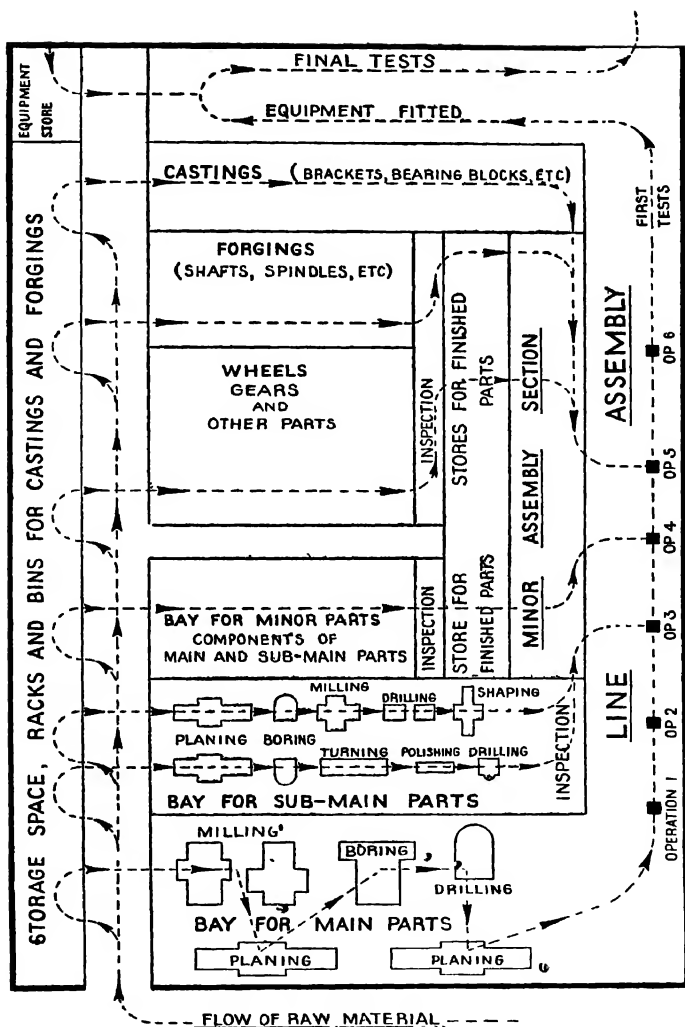 FINAL TESTS
EQUIPMENT
STORE
EQUIPMENT FITTED
CASTINGS (BRACKETS, BEARING BLOCKS, ETC)
FIRST
TESTS
FORGINGS
(SHAFTS, SPINDLES, ETC)
WHEELS
GEARS
AND
OTHER PARTS
INSPECTION
STORES FOR FINISHED
PARTS
STORAGE SPACE, RACKS AND BINS FOR CASTINGS AND FORGINGS
MINOR ASSEMBLY SECTION
ASSEMBLY
LINE
OP 6
OP 5
OP 4
OP 3
OP 2
OPERATION 1
BAY FOR MINOR PARTS
COMPONENTS OF
MAIN AND SUB-MAIN PARTS
INSPECTION
STORE FOR
FINISHED PARTS
MILLING
DRILLING
SHAPING
PLANING
BORING
TURNING
POLISHING
DRILLING
BAY FOR SUB-MAIN PARTS
INSPECTION
MILLING
BORING
DRILLING
BAY FOR MAIN PARTS
PLANING
PLANING
FLOW OF RAW MATERIAL